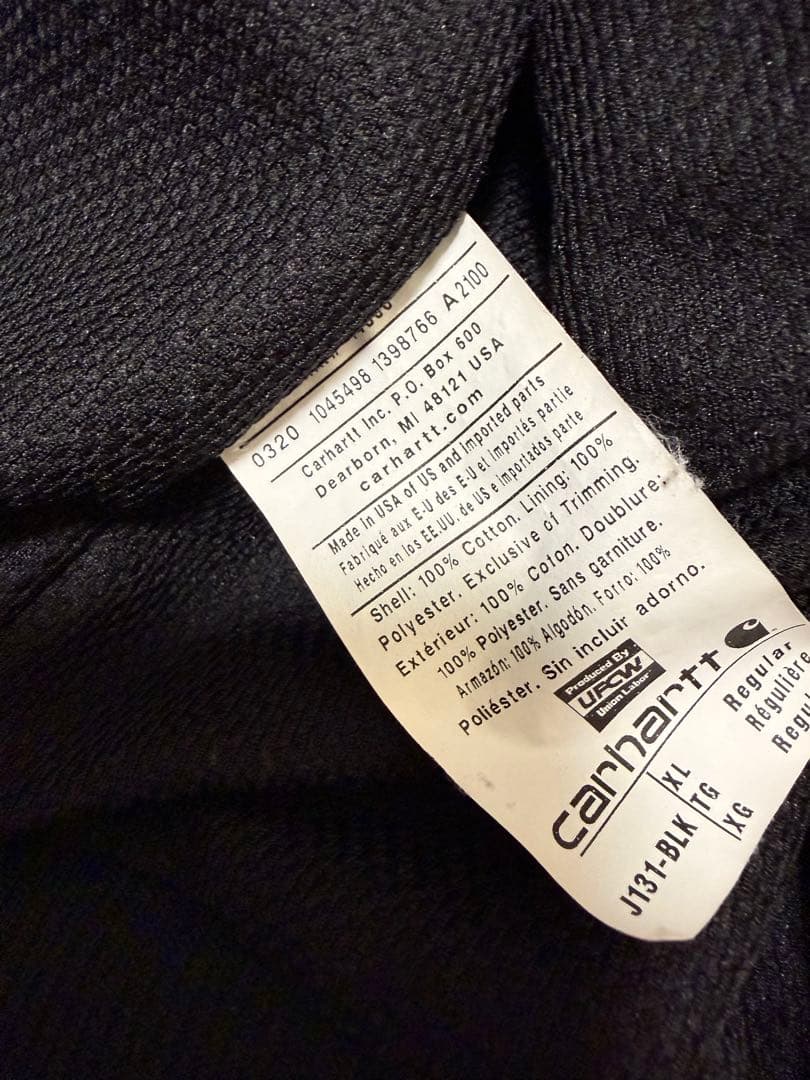 0320 1045498 1398766 A 2100
Carhartt Inc. P.O. Box 600
Dearborn, MI 48121 USA
carhartt.com
Made in USA of US and imported parts
Fabriqué aux E-U des E-U et importés partie
Hecho en los EE.UU. de US e importados parte
Shell: 100% Cotton. Lining: 100%
Polyester. Exclusive of Trimming.
Extérieur: 100% Coton. Doublure:
100% Polyester. Sans garniture.
Armazón: 100% Algodón. Forro: 100%
Poliéster. Sin incluir adorno.
Produced By
UFCW
Union Labor
carhartt
J131-BLK
XL Regular
TG Régulière
XG